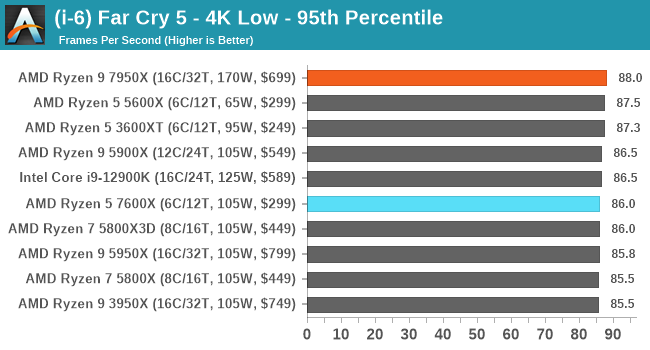 (i-6) Far Cry 5 - 4K Low - 95th Percentile
Frames Per Second (Higher is Better)
AMD Ryzen 9 7950X (16C/32T, 170W, $699) 88.0
AMD Ryzen 5 5600X (6C/12T, 65W, $299) 87.5
AMD Ryzen 5 3600XT (6C/12T, 95W, $249) 87.3
AMD Ryzen 9 5900X (12C/24T, 105W, $549) 86.5
Intel Core i9-12900K (16C/24T, 125W, $589) 86.5
AMD Ryzen 5 7600X (6C/12T, 105W, $299) 86.0
AMD Ryzen 7 5800X3D (8C/16T, 105W, $449) 86.0
AMD Ryzen 9 5950X (16C/32T, 105W, $799) 85.8
AMD Ryzen 7 5800X (8C/16T, 105W, $449) 85.5
AMD Ryzen 9 3950X (16C/32T, 105W, $749) 85.5
0 10 20 30 40 50 60 70 80 90